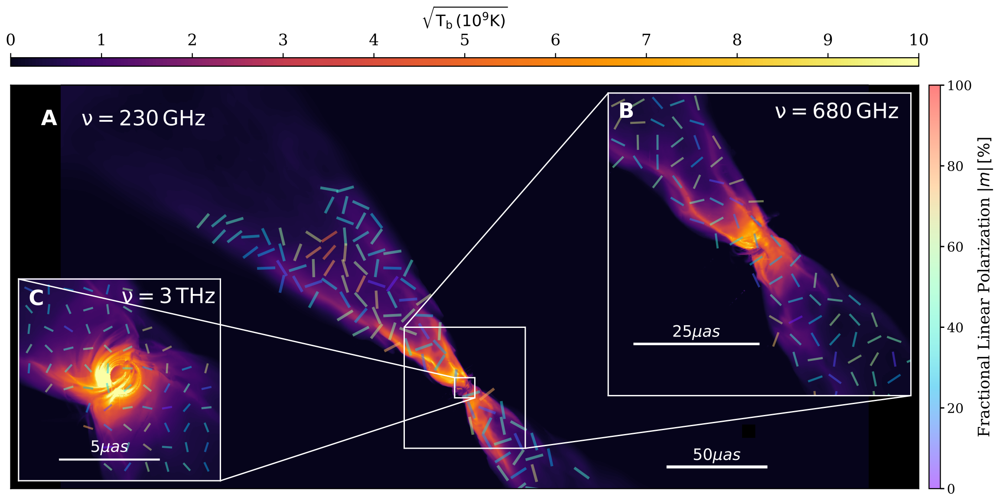 √T_b (10⁹K)
0 1 2 3 4 5 6 7 8 9 10
A ν = 230 GHz
B ν = 680 GHz
C ν = 3 THz
25μas
5μas
50μas
100
80
60
40
20
0
Fractional Linear Polarization |m| [%]